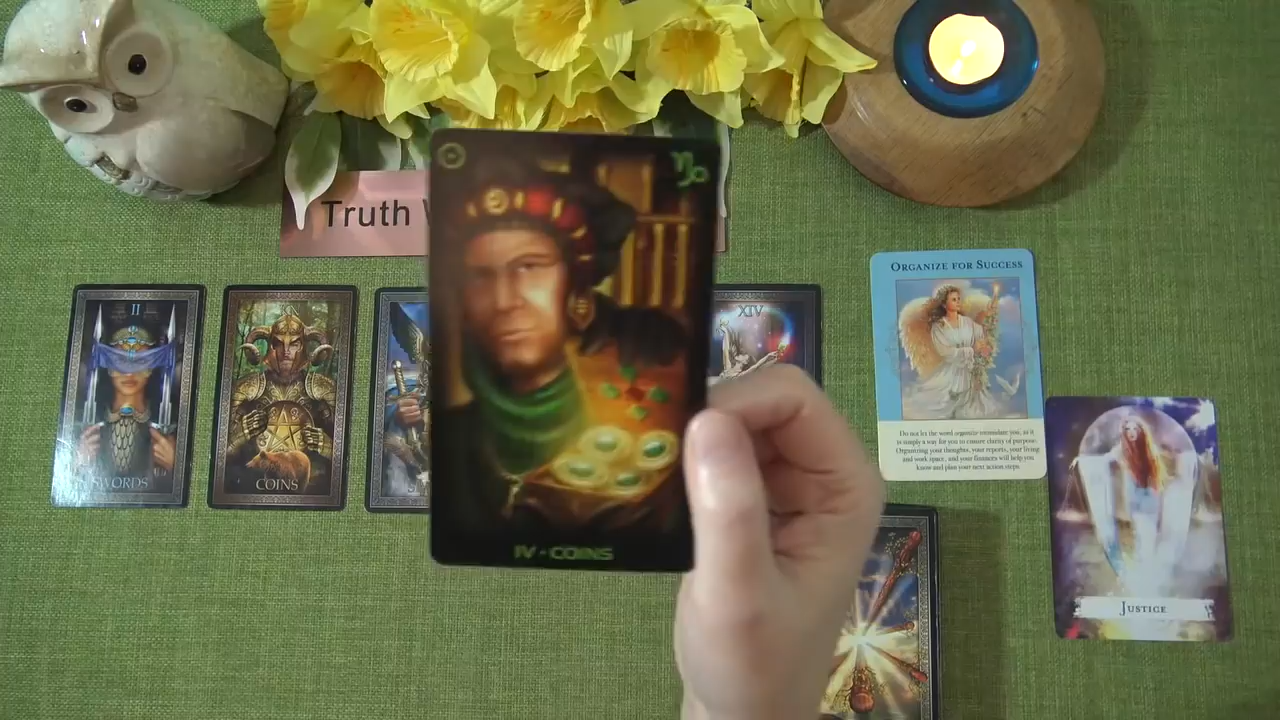 Truth
ORGANIZE FOR SUCCESS
Do not let the word organize intimidate you, as it
is simply a way for you to ensure clarity of purpose.
Organizing your thoughts, your reports, your living
and work space, and your finances will help you
know and plan your next action steps.
II
XIV
SWORDS
COINS
JUSTICE
IV - COINS